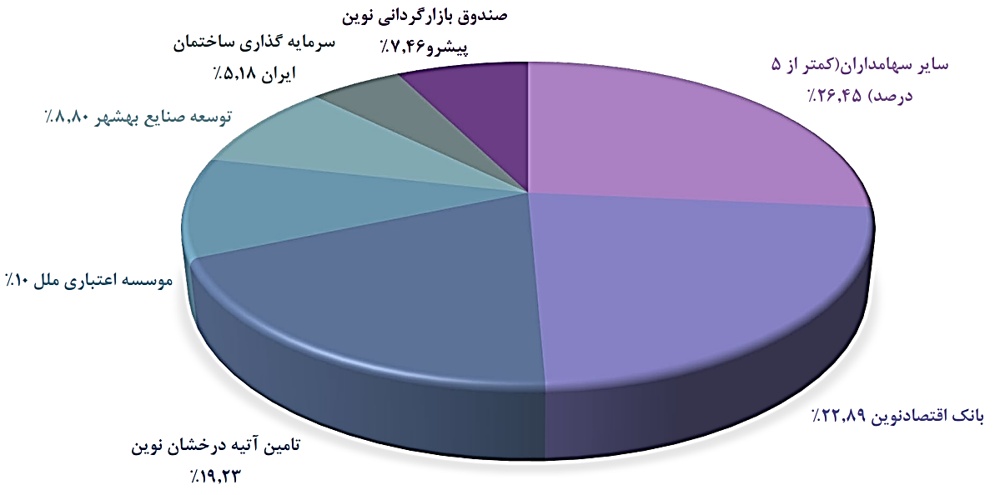 صندوق بازارگردانی نوین
پیشرو۷,۴۶٪
سرمایه گذاری ساختمان
ایران ۵,۱۸٪
سایر سهامداران(کمتر از ۵
درصد) ۲۶,۴۵٪
توسعه صنایع بهشهر ۸,۸۰٪
موسسه اعتباری ملل ۱۰٪
بانک اقتصادنوین ۲۲,۸۹٪
تامین آتیه درخشان نوین
۱۹,۲۳٪